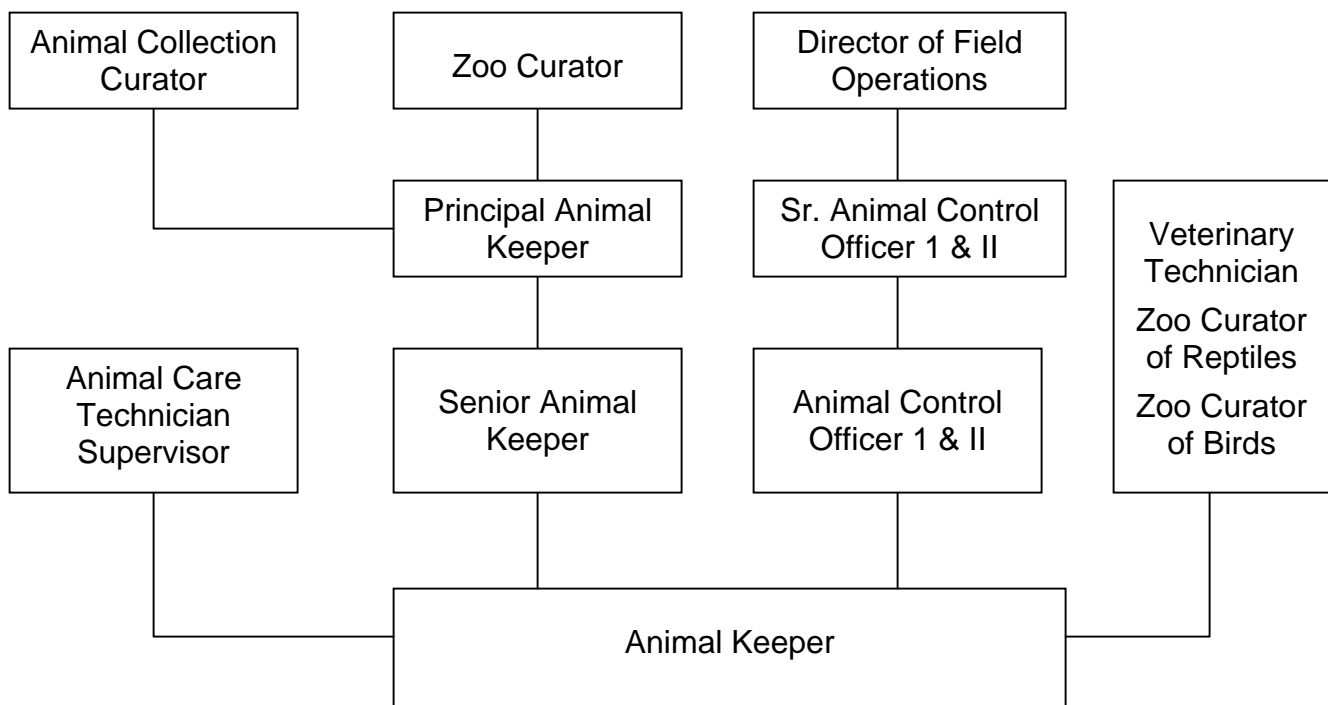 Animal Collection
Curator
Zoo Curator
Director of Field
Operations
Principal Animal
Keeper
Sr. Animal Control
Officer 1 & II
Veterinary
Technician
Zoo Curator
of Reptiles
Zoo Curator
of Birds
Animal Care
Technician
Supervisor
Senior Animal
Keeper
Animal Control
Officer 1 & II
Animal Keeper